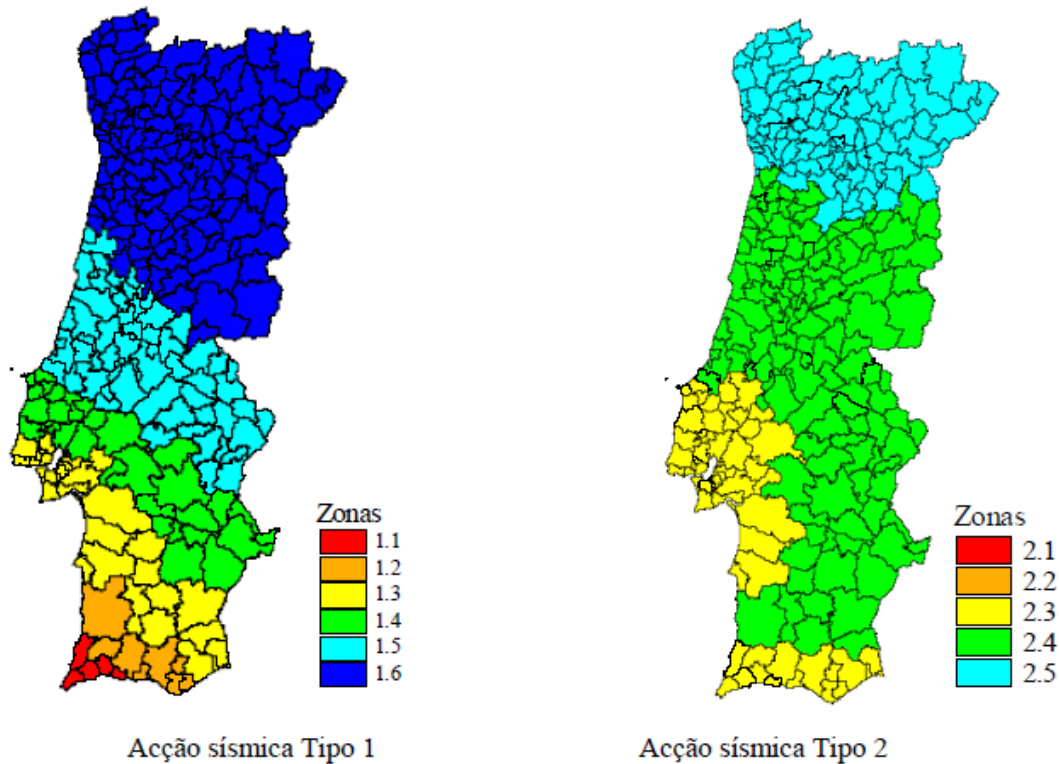 Zonas
1.1
1.2
1.3
1.4
1.5
1.6
Zonas
2.1
2.2
2.3
2.4
2.5
Acção sísmica Tipo 1
Acção sísmica Tipo 2